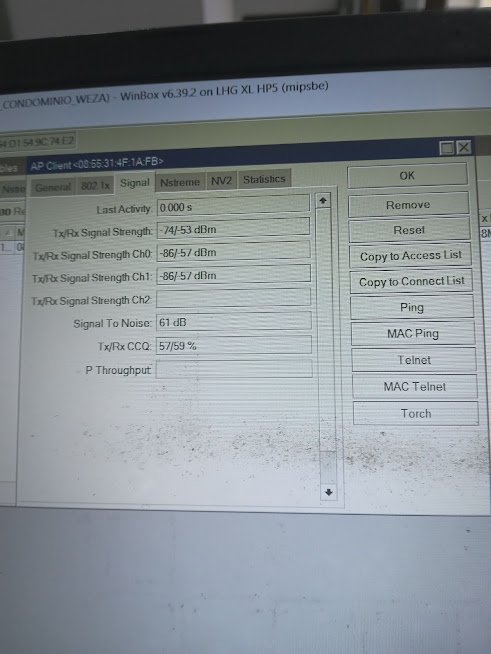 _CONDOMINIO_WEZA) - WinBox v6.39.2 on LHG XL HP5 (mipsbe)
54:D1:54:9C:74:E2
bles
AP Client <08:55:31:4F:1A:FB>
Nstre
General 802.1x Signal Nstreme NV2 Statistics
Last Activity: 0.000 s
Tx/Rx Signal Strength: -74/-53 dBm
Tx/Rx Signal Strength Ch0: -86/-57 dBm
Tx/Rx Signal Strength Ch1: -86/-57 dBm
Tx/Rx Signal Strength Ch2:
Signal To Noise: 61 dB
Tx/Rx CCQ: 57/59 %
P Throughput:
OK
Remove
Reset
Copy to Access List
Copy to Connect List
Ping
MAC Ping
Telnet
MAC Telnet
Torch